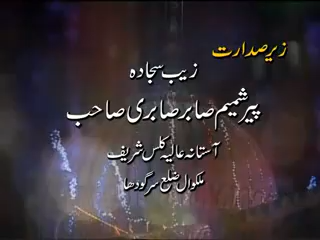 زیر صدارت
زیب سجادہ
پیر شمیم صابر صابری صاحب
آستانہ عالیہ کلس شریف
ملکوال ضلع سرگودھا